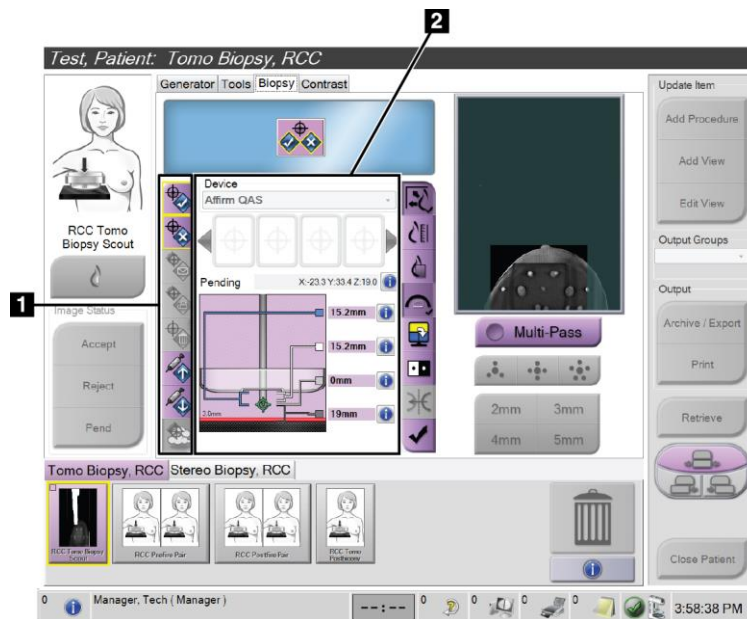 2
Test, Patient: Tomo Biopsy, RCC
Generator Tools Biopsy Contrast
RCC Tomo
Biopsy Scout
Image Status
Accept
Reject
Pend
1
Device
Affirm QAS
Pending X:-23.3 Y:33.4 Z:19.0
15.2mm
15.2mm
0mm
19mm
2.0mm
Multi-Pass
2mm 3mm
4mm 5mm
Update Item
Add Procedure
Add View
Edit View
Output Groups
Output
Archive / Export
Print
Retrieve
Close Patient
Tomo Biopsy, RCC Stereo Biopsy, RCC
RCC Tomo Biopsy
Scout
RCC Prefire Pair
RCC Postfire Pair
RCC Tomo
0 Manager, Tech ( Manager ) --:-- 0 0 0 0 3:58:38 PM